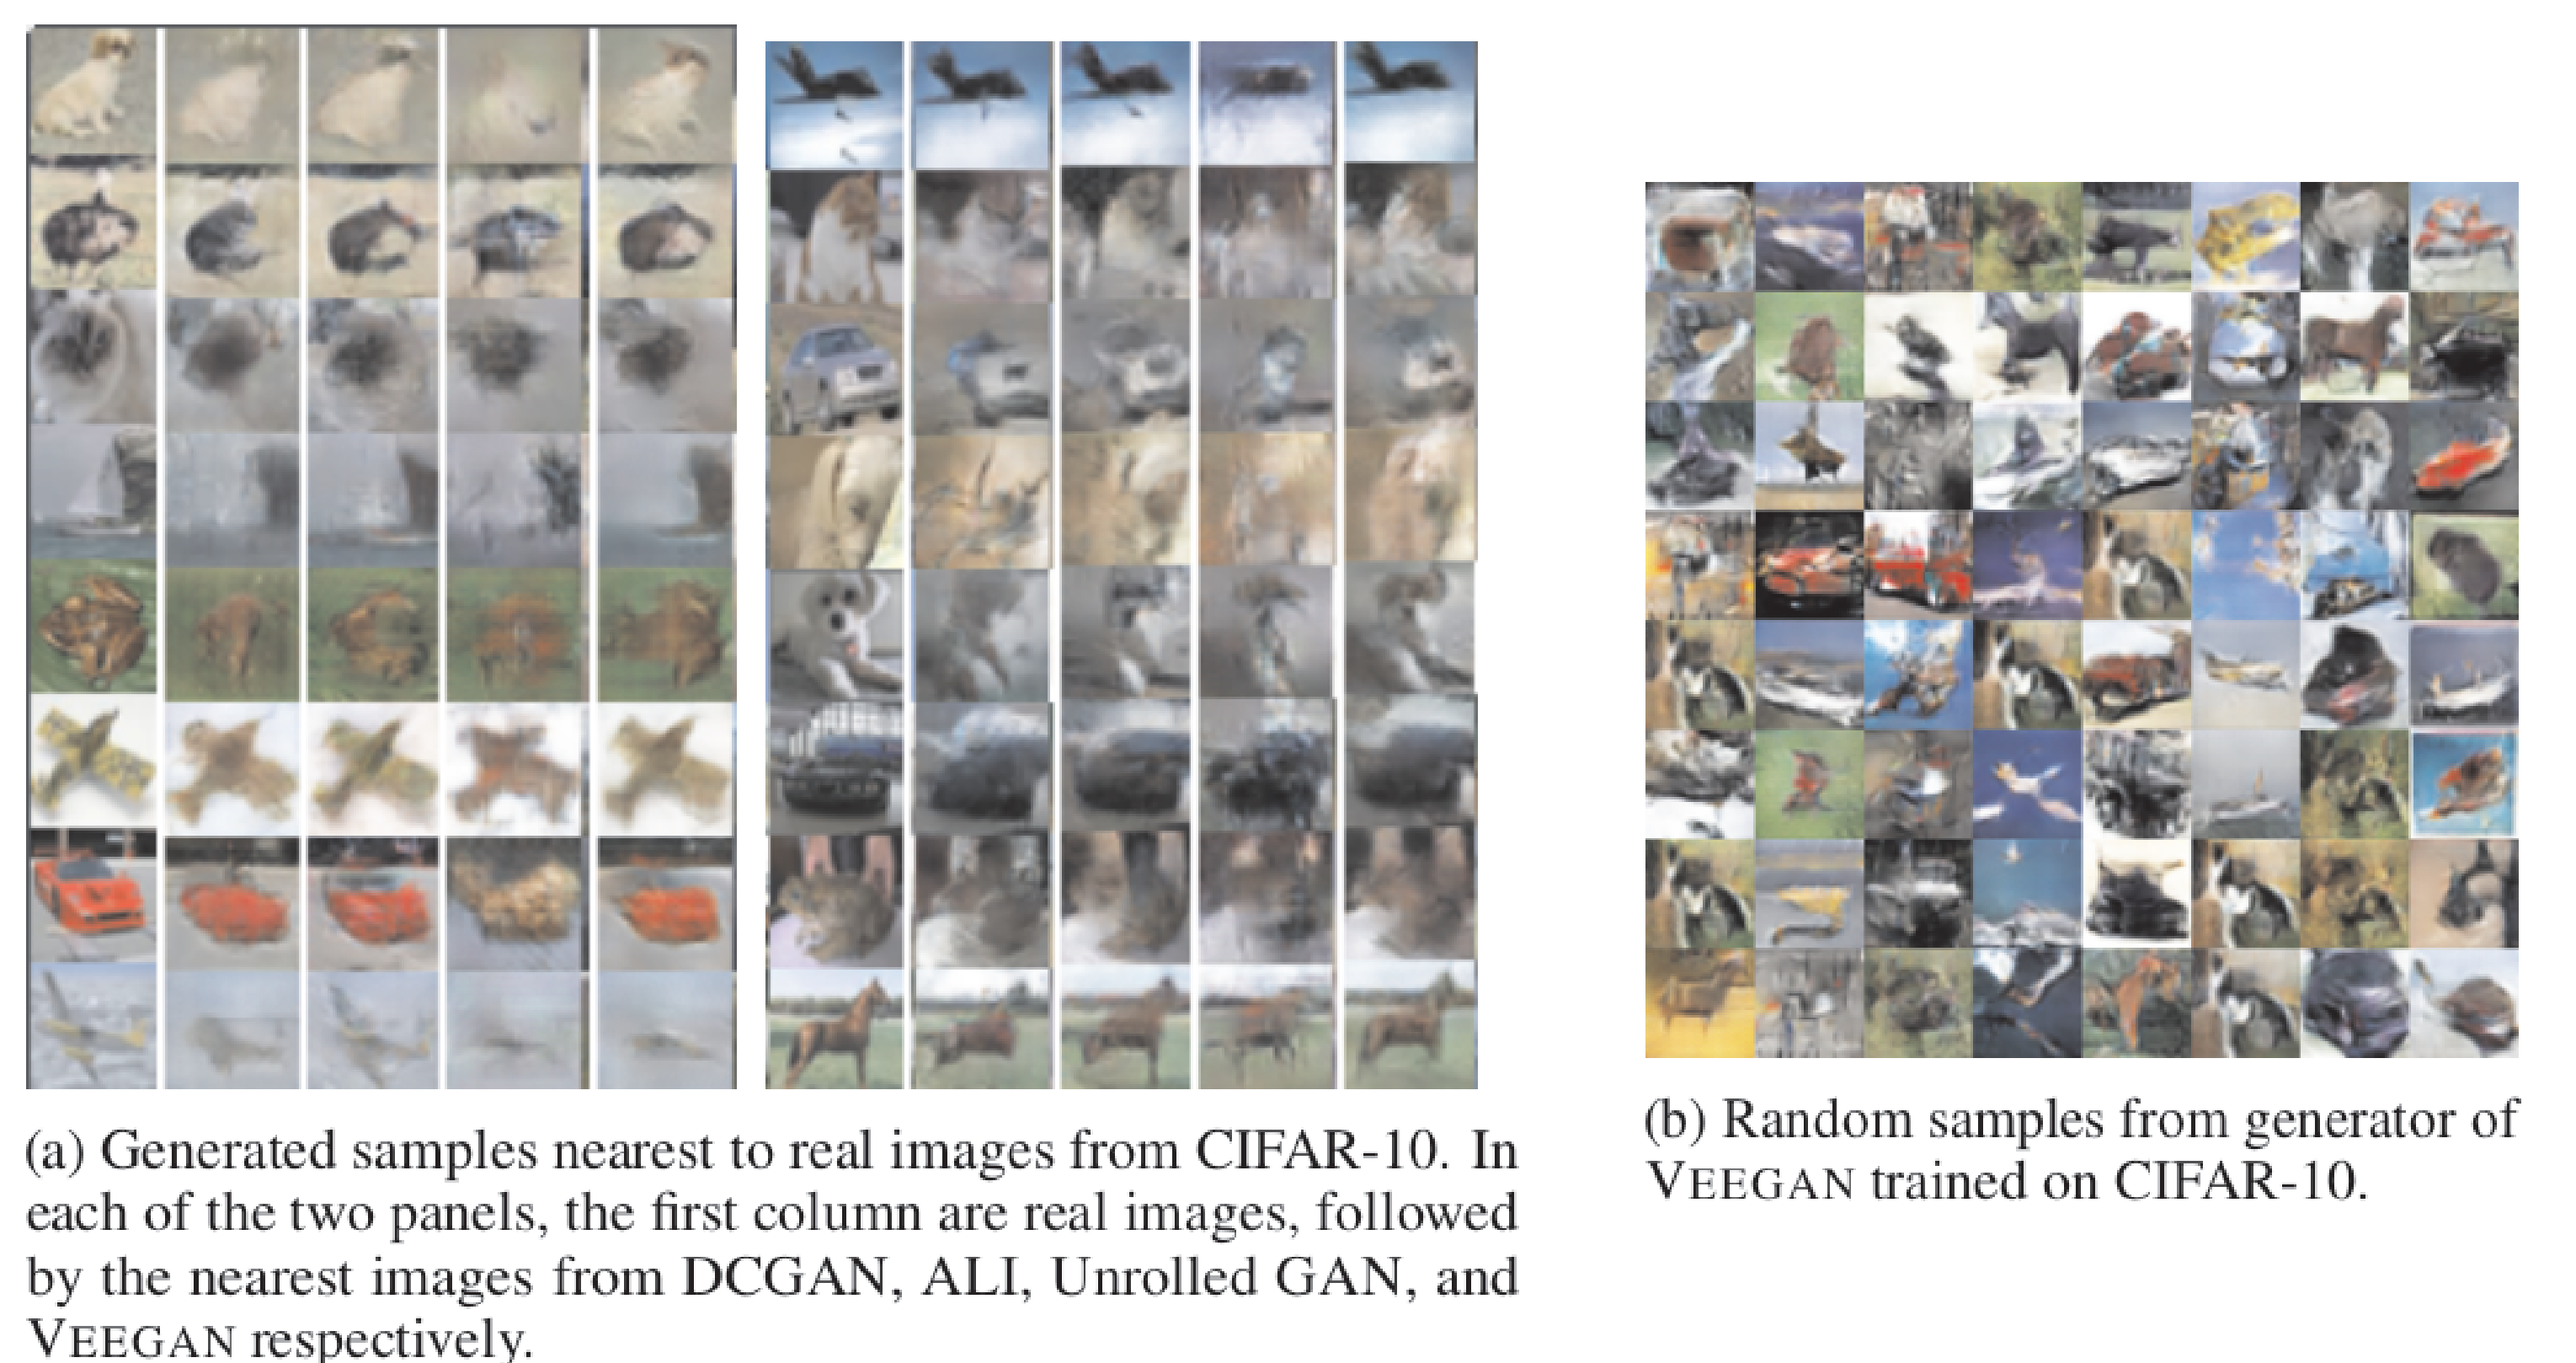 (a) Generated samples nearest to real images from CIFAR-10. In
each of the two panels, the first column are real images, followed
by the nearest images from DCGAN, ALI, Unrolled GAN, and
VEEGAN respectively.
(b) Random samples from generator of
VEEGAN trained on CIFAR-10.